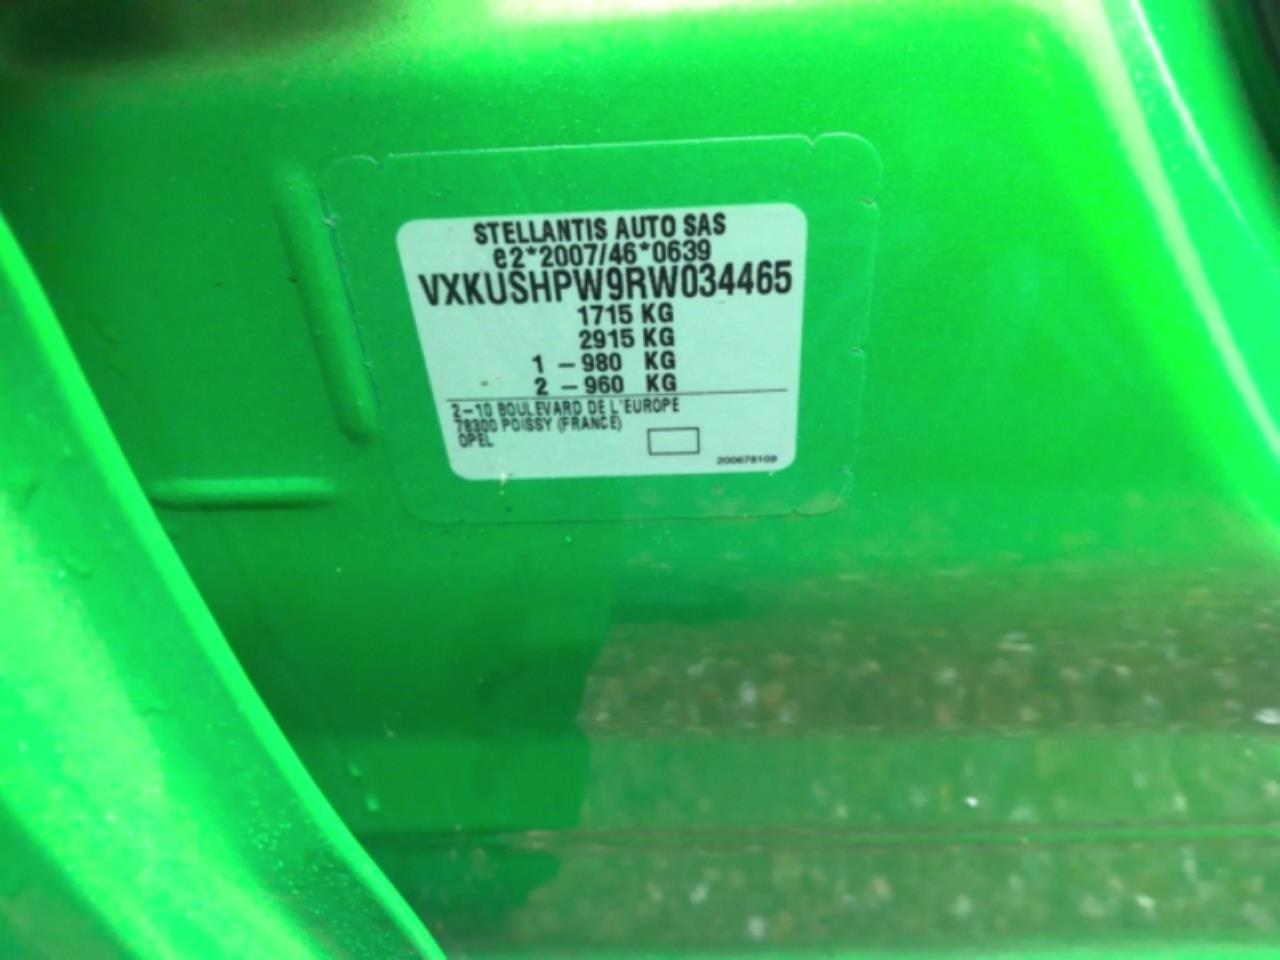 STELLANTIS AUTO SAS
e2*2007/46*0639
VXKUSHPW9RW034465
1715 KG
2915 KG
1 – 980 KG
2 – 960 KG
2–10 BOULEVARD DE L'EUROPE
78300 POISSY (FRANCE)
OPEL
200678109